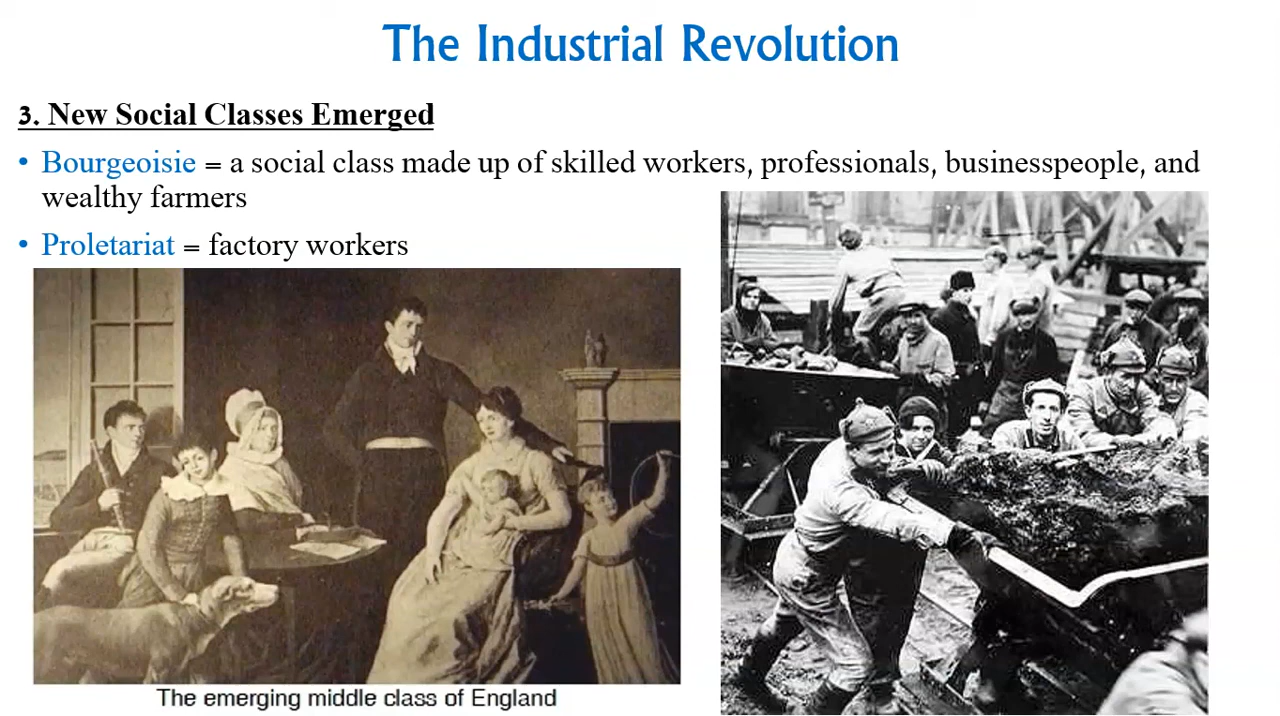 The Industrial Revolution
3. New Social Classes Emerged
• Bourgeoisie = a social class made up of skilled workers, professionals, businesspeople, and
wealthy farmers
• Proletariat = factory workers
The emerging middle class of England